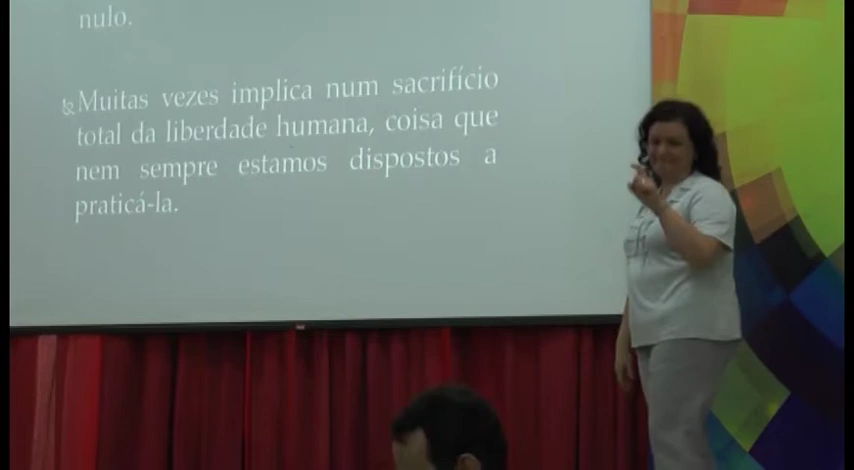 nulo.
Muitas vezes implica num sacrifício
total da liberdade humana, coisa que
nem sempre estamos dispostos a
praticá-la.